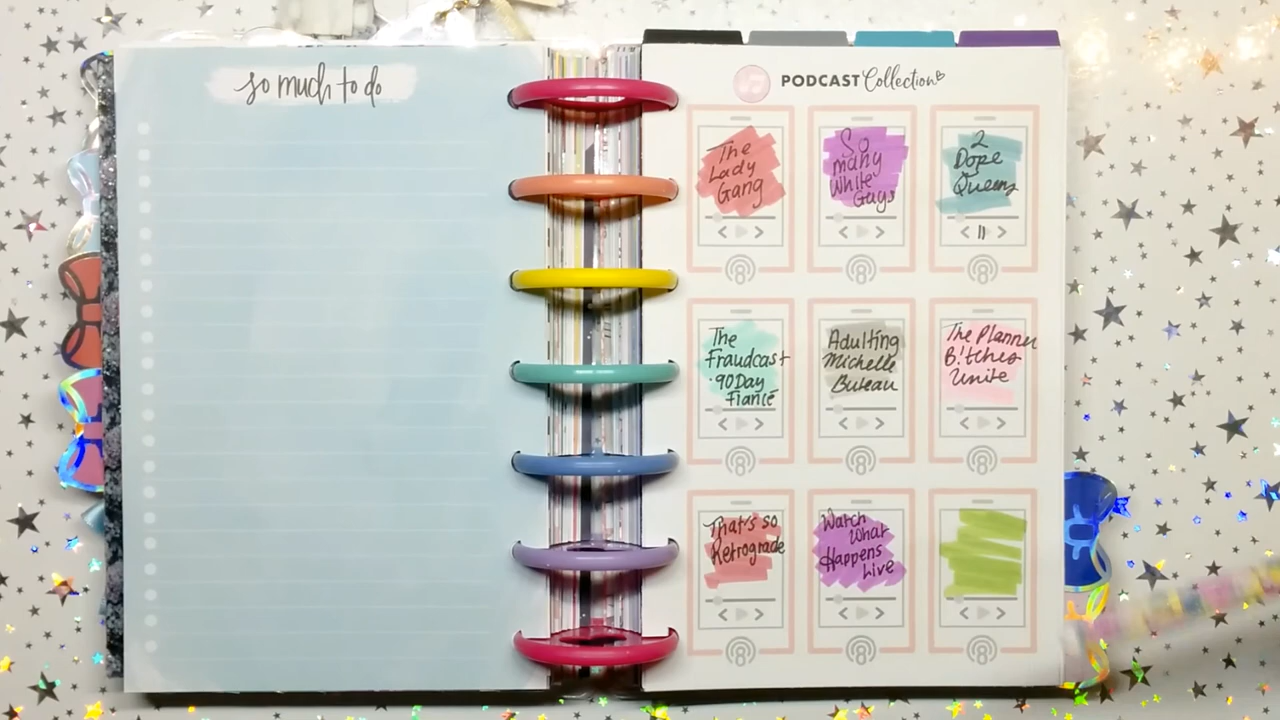 so much to do
PODCAST Collection
The
Lady
Gang
So
many
White
Guys
2
Dope
Queens
The
Fraudcast
·90 Day
Fiancé
Adulting
Michelle
Buteau
The Planner
B!tches
Unite
That's so
Retrograde
Watch
What
Happens
Live